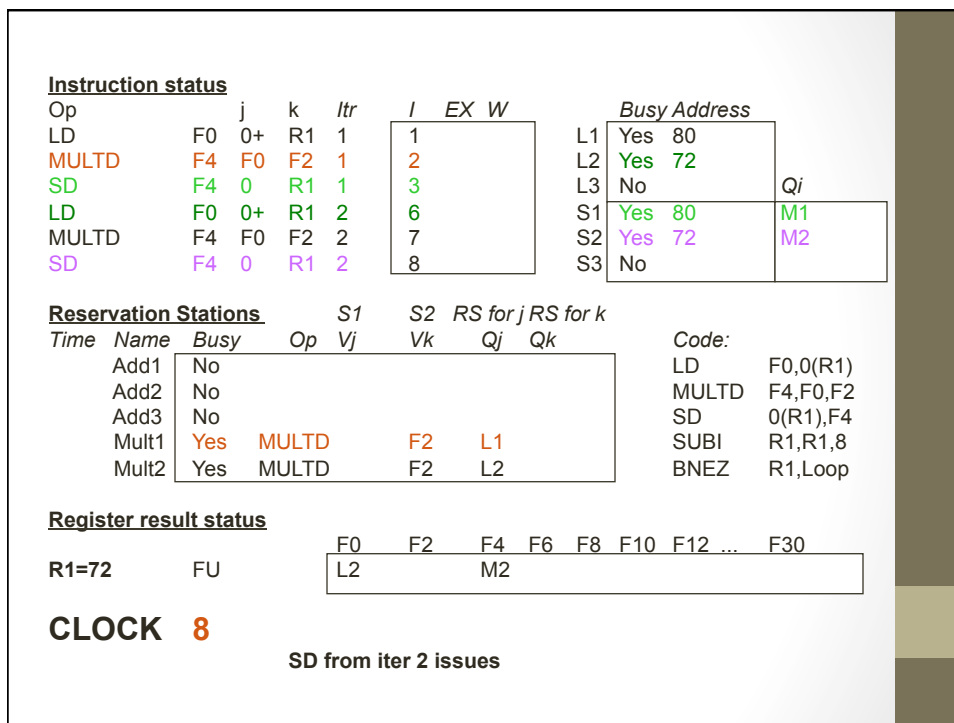 Instruction status
Op j k Itr I EX W Busy Address
LD F0 0+ R1 1 1 L1 Yes 80
MULTD F4 F0 F2 1 2 L2 Yes 72
SD F4 0 R1 1 3 L3 No Qi
LD F0 0+ R1 2 6 S1 Yes 80 M1
MULTD F4 F0 F2 2 7 S2 Yes 72 M2
SD F4 0 R1 2 8 S3 No
Reservation Stations S1 S2 RS for j RS for k
Time Name Busy Op Vj Vk Qj Qk Code:
Add1 No LD F0,0(R1)
Add2 No MULTD F4,F0,F2
Add3 No SD 0(R1),F4
Mult1 Yes MULTD F2 L1 SUBI R1,R1,8
Mult2 Yes MULTD F2 L2 BNEZ R1,Loop
Register result status
F0 F2 F4 F6 F8 F10 F12 ... F30
R1=72 FU L2 M2
CLOCK 8
SD from iter 2 issues